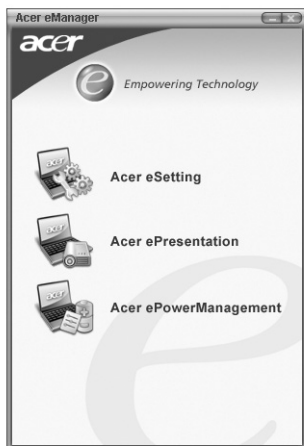 Acer eManager
acer
e Empowering Technology
Acer eSetting
Acer ePresentation
Acer ePowerManagement